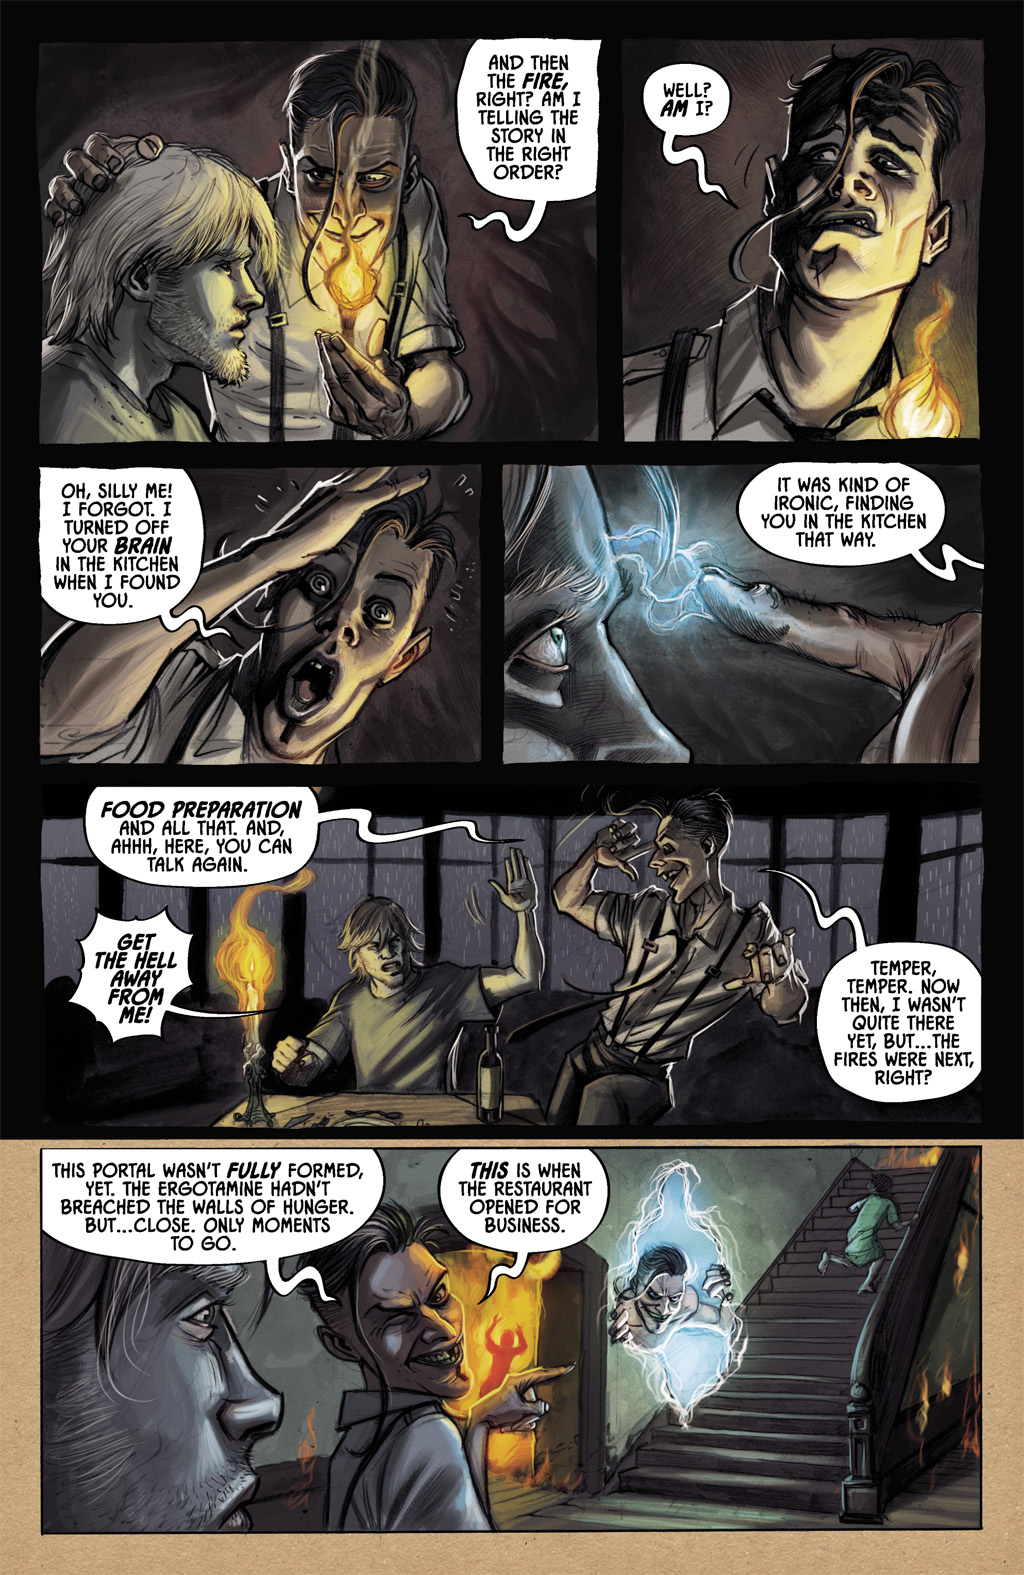 AND THEN
THE FIRE,
RIGHT? AM I
TELLING THE
STORY IN
THE RIGHT
ORDER?
WELL?
AM I?
OH, SILLY ME!
I FORGOT. I
TURNED OFF
YOUR BRAIN
IN THE KITCHEN
WHEN I FOUND
YOU.
IT WAS KIND OF
IRONIC, FINDING
YOU IN THE KITCHEN
THAT WAY.
FOOD PREPARATION
AND ALL THAT. AND,
AHHH, HERE, YOU CAN
TALK AGAIN.
GET
THE HELL
AWAY
FROM
ME!
TEMPER,
TEMPER. NOW
THEN, I WASN'T
QUITE THERE
YET, BUT...THE
FIRES WERE NEXT,
RIGHT?
THIS PORTAL WASN'T FULLY FORMED,
YET. THE ERGOTAMINE HADN'T
BREACHED THE WALLS OF HUNGER.
BUT...CLOSE. ONLY MOMENTS
TO GO.
THIS IS WHEN
THE RESTAURANT
OPENED FOR
BUSINESS.